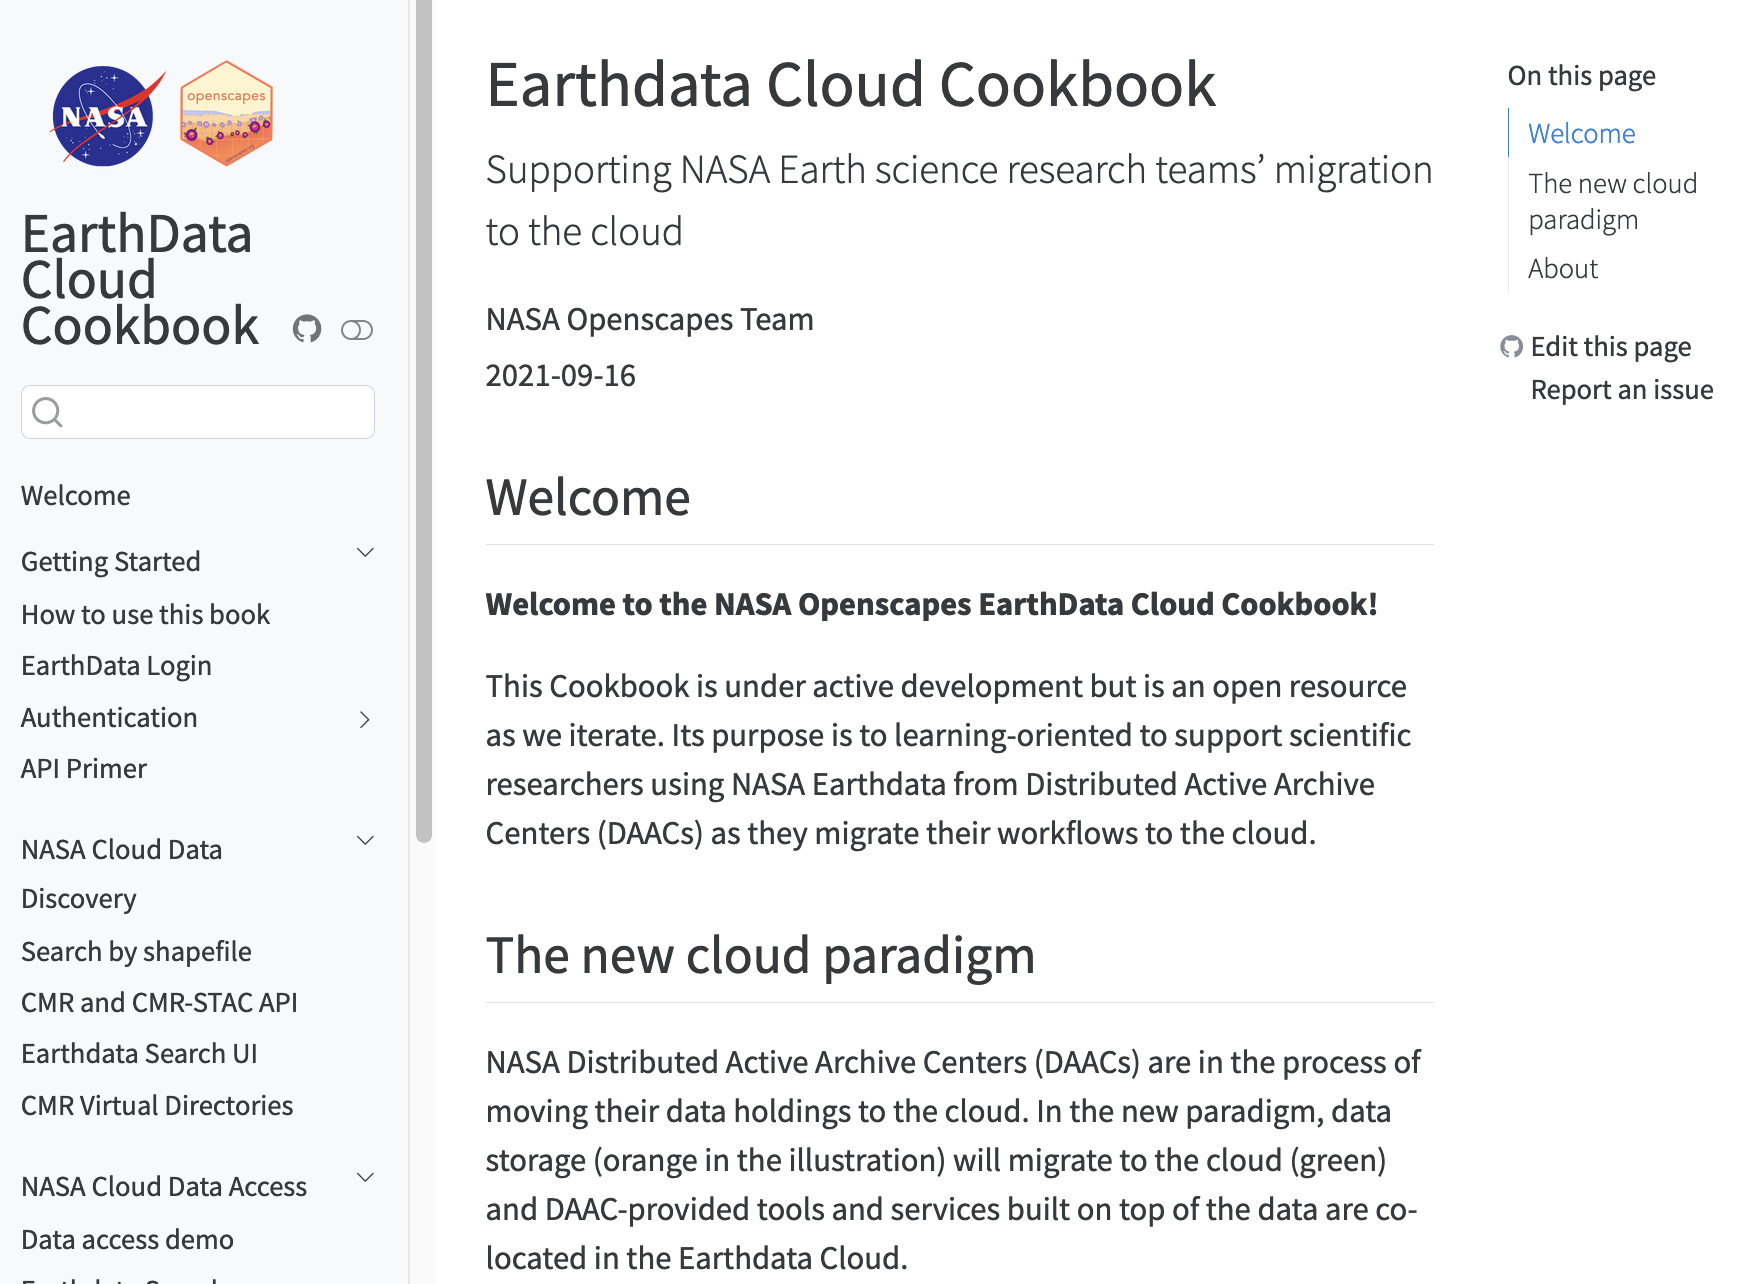 NASA
openscapes
EarthData
Cloud
Cookbook
Welcome
Getting Started
How to use this book
EarthData Login
Authentication
API Primer
NASA Cloud Data
Discovery
Search by shapefile
CMR and CMR-STAC API
Earthdata Search UI
CMR Virtual Directories
NASA Cloud Data Access
Data access demo
Earthdata Cloud Cookbook
Supporting NASA Earth science research teams’ migration
to the cloud
NASA Openscapes Team
2021-09-16
Welcome
Welcome to the NASA Openscapes EarthData Cloud Cookbook!
This Cookbook is under active development but is an open resource
as we iterate. Its purpose is to learning-oriented to support scientific
researchers using NASA Earthdata from Distributed Active Archive
Centers (DAACs) as they migrate their workflows to the cloud.
The new cloud paradigm
NASA Distributed Active Archive Centers (DAACs) are in the process of
moving their data holdings to the cloud. In the new paradigm, data
storage (orange in the illustration) will migrate to the cloud (green)
and DAAC-provided tools and services built on top of the data are co-
located in the Earthdata Cloud.
On this page
Welcome
The new cloud
paradigm
About
Edit this page
Report an issue